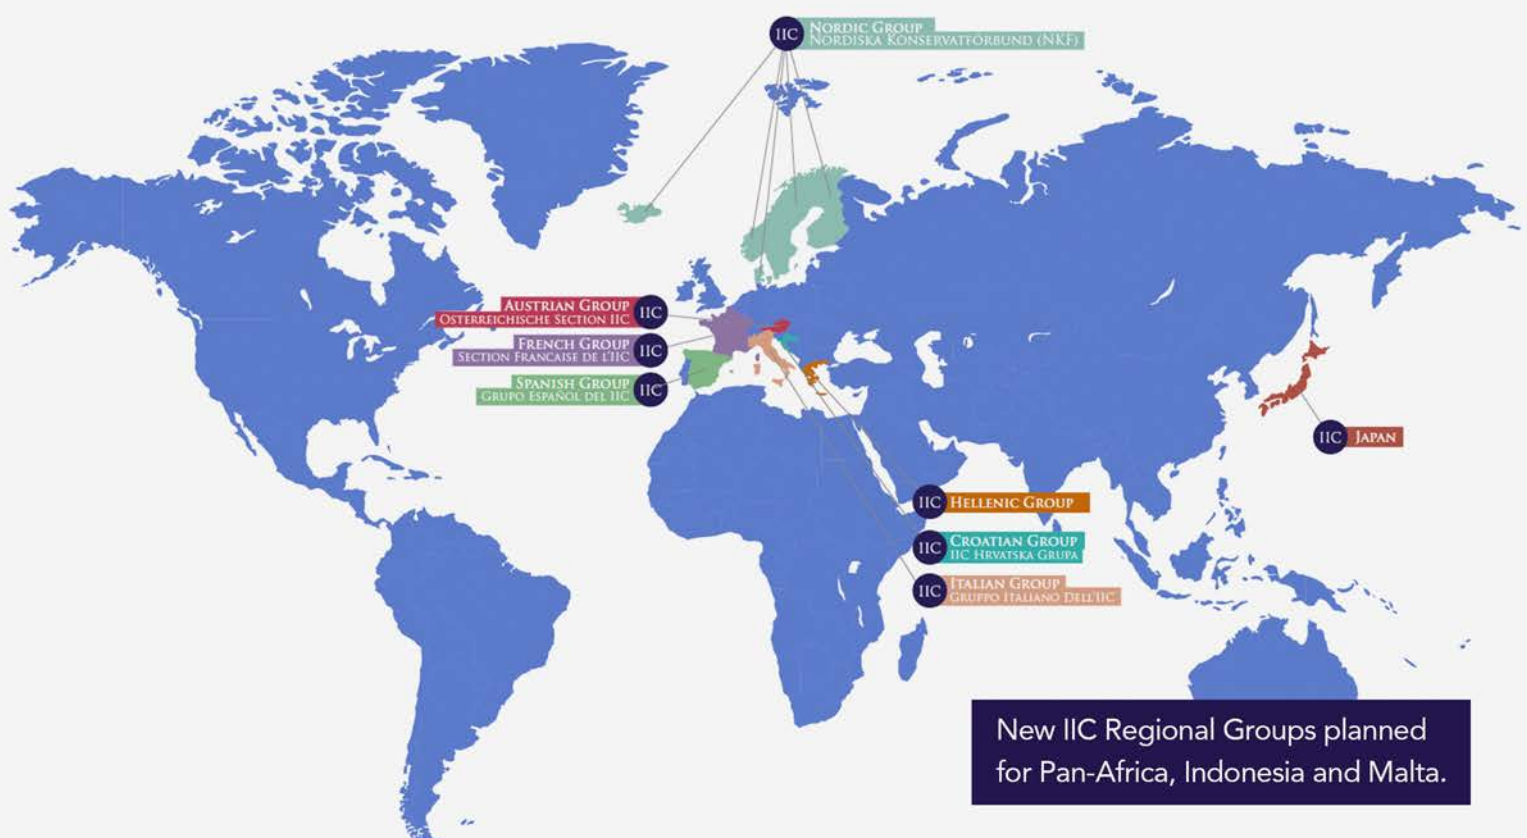 IIC
NORDIC GROUP
NORDISKA KONSERVATFÖRBUND (NKF)
AUSTRIAN GROUP
OSTERREICHISCHE SECTION IIC
IIC
FRENCH GROUP
SECTION FRANCAISE DE L'IIC
IIC
SPANISH GROUP
GRUPO ESPAÑOL DEL IIC
IIC
IIC
JAPAN
IIC
HELLENIC GROUP
IIC
CROATIAN GROUP
IIC HRVATSKA GRUPA
IIC
ITALIAN GROUP
GRUPPO ITALIANO DELL'IIC
New IIC Regional Groups planned
for Pan-Africa, Indonesia and Malta.